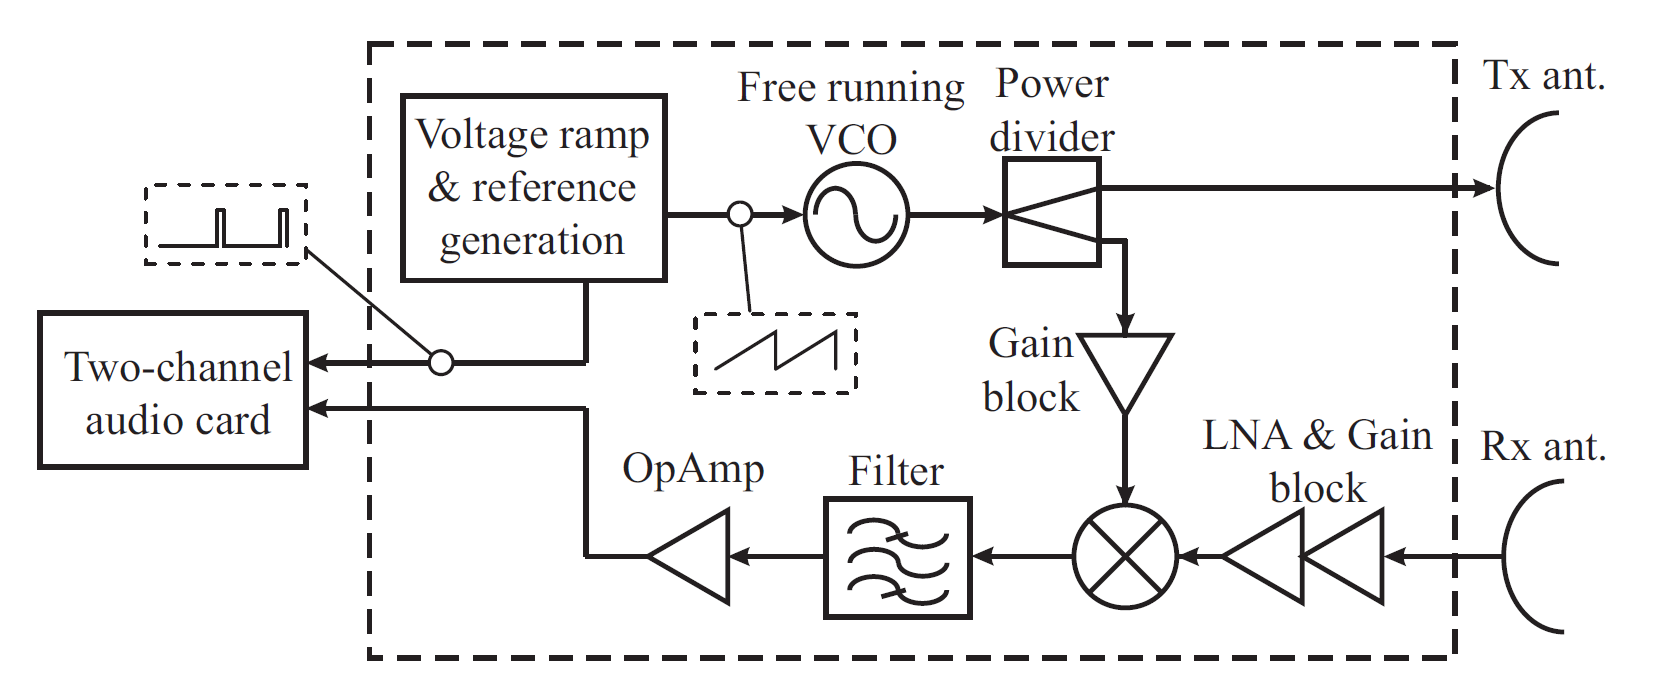 Free running
VCO
Power
divider
Tx ant.
Voltage ramp
& reference
generation
Two-channel
audio card
Gain
block
LNA & Gain
block
Rx ant.
OpAmp
Filter